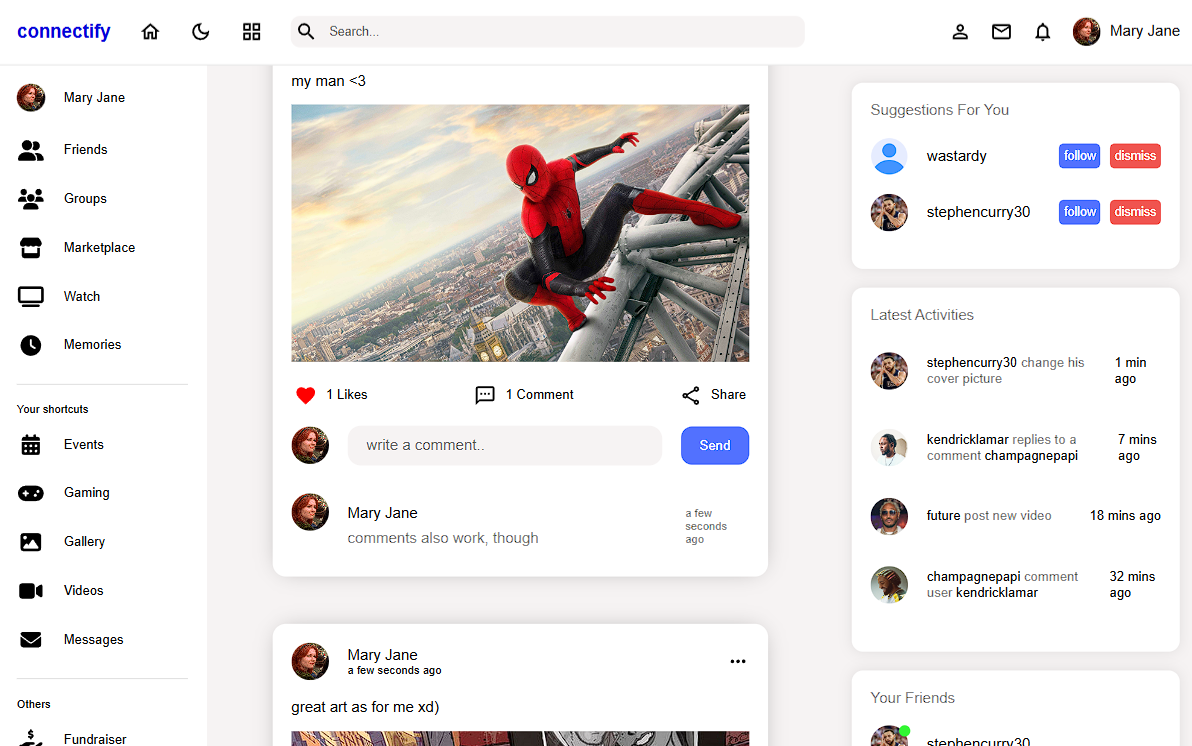 connectify
Search...
Mary Jane
Mary Jane
Friends
Groups
Marketplace
Watch
Memories
Your shortcuts
Events
Gaming
Gallery
Videos
Messages
Others
Fundraiser
my man <3
1 Likes
1 Comment
Share
write a comment..
Send
Mary Jane
comments also work, though
a few
seconds
ago
Mary Jane
a few seconds ago
great art as for me xd)
Suggestions For You
wastardy
follow
dismiss
stephencurry30
follow
dismiss
Latest Activities
stephencurry30 change his
cover picture
1 min
ago
kendricklamar replies to a
comment champagnepapi
7 mins
ago
future post new video
18 mins ago
champagnepapi comment
user kendricklamar
32 mins
ago
Your Friends
stephencurry30